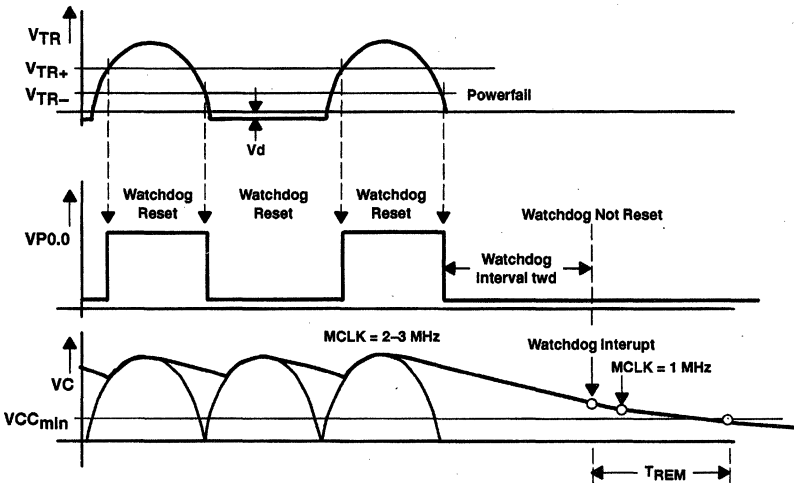 VTR
VTR+
VTR–
Powerfail
Vd
Watchdog
Reset
Watchdog
Reset
Watchdog
Reset
Watchdog Not Reset
VP0.0
Watchdog
Interval twd
MCLK = 2–3 MHz
Watchdog Interupt
MCLK = 1 MHz
VC
VCCmin
TREM